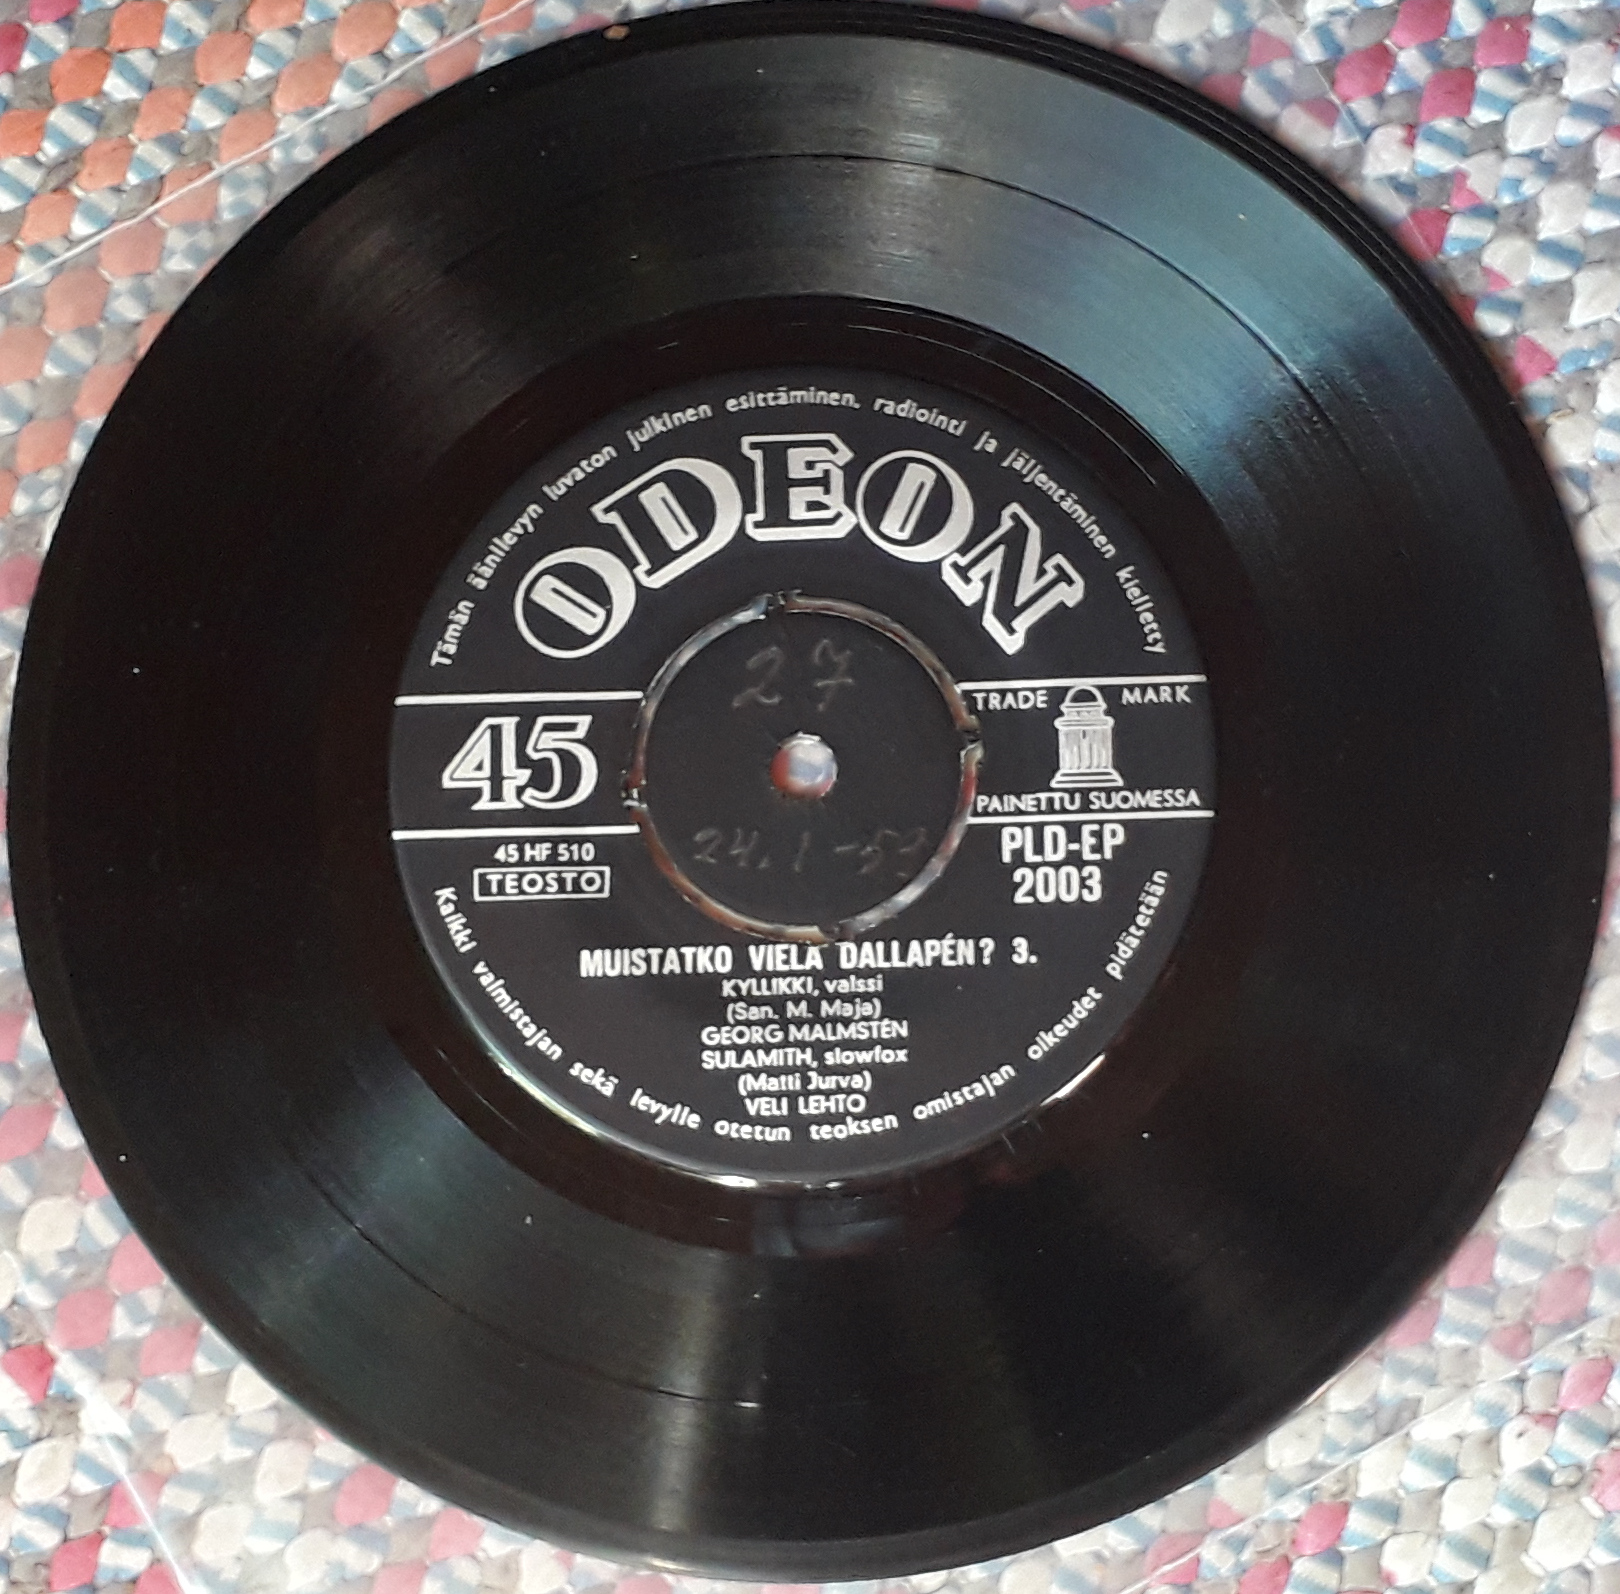 Tämän äänilevyn luvaton julkinen esittäminen, radiointi ja jäljentäminen kielletty
ODEON
27
45
TRADE MARK
PAINETTU SUOMESSA
24.1-
45 HF 510
TEOSTO
PLD-EP
2003
MUISTATKO VIELÄ DALLAPÉN? 3.
KYLLIKKI, valssi
(San. M. Maja)
GEORG MALMSTÉN
SULAMITH, slowfox
(Matti Jurva)
VELI LEHTO
Kaikki valmistajan sekä levylle otetun teoksen omistajan oikeudet pidätetään